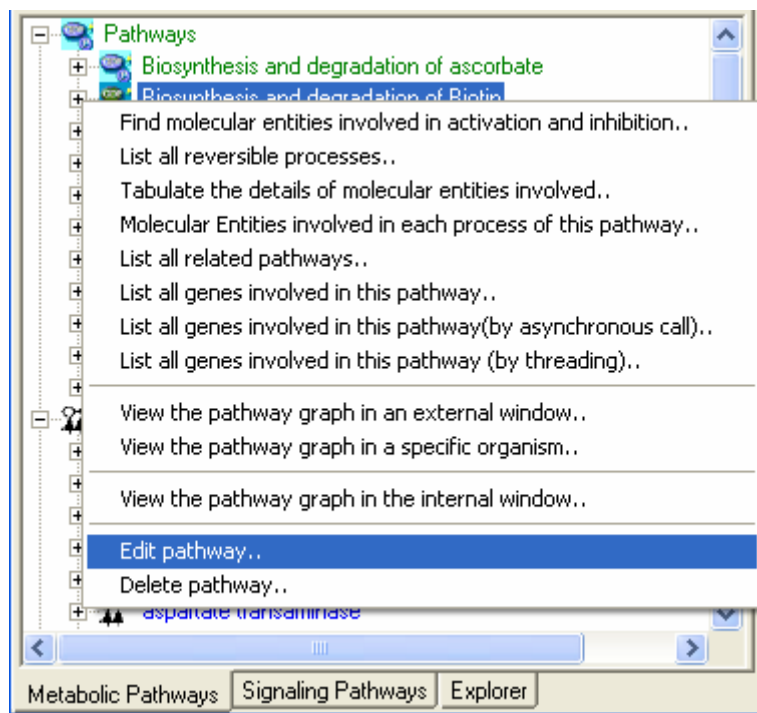 Pathways
Biosynthesis and degradation of ascorbate
Biosynthesis and degradation of Biotin
Find molecular entities involved in activation and inhibition..
List all reversible processes..
Tabulate the details of molecular entities involved..
Molecular Entities involved in each process of this pathway..
List all related pathways..
List all genes involved in this pathway..
List all genes involved in this pathway(by asynchronous call)..
List all genes involved in this pathway (by threading)..
View the pathway graph in an external window..
View the pathway graph in a specific organism..
View the pathway graph in the internal window..
Edit pathway..
Delete pathway..
aspartate transaminase
Metabolic Pathways Signaling Pathways Explorer